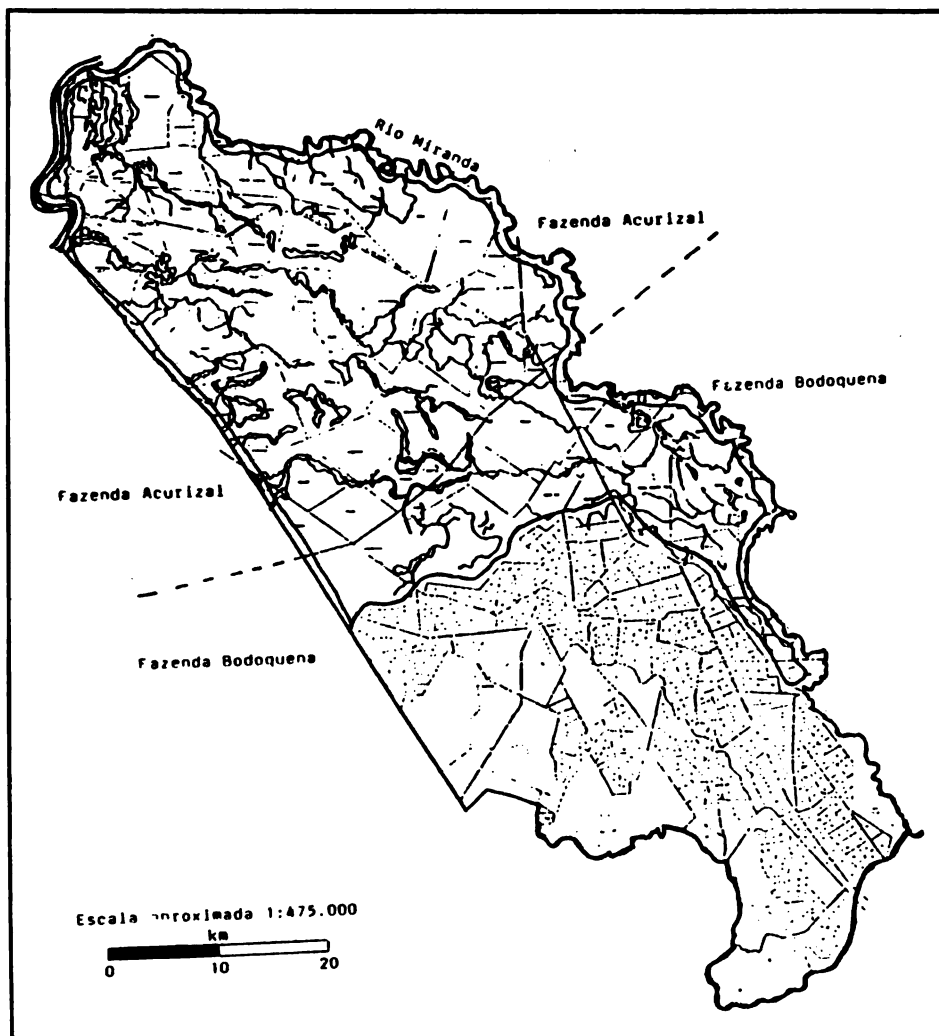 Rio Miranda
Fazenda Acurizal
Fazenda Bodoquena
Fazenda Acurizal
Fazenda Bodoquena
Escala aproximada 1:475.000
km
0 10 20